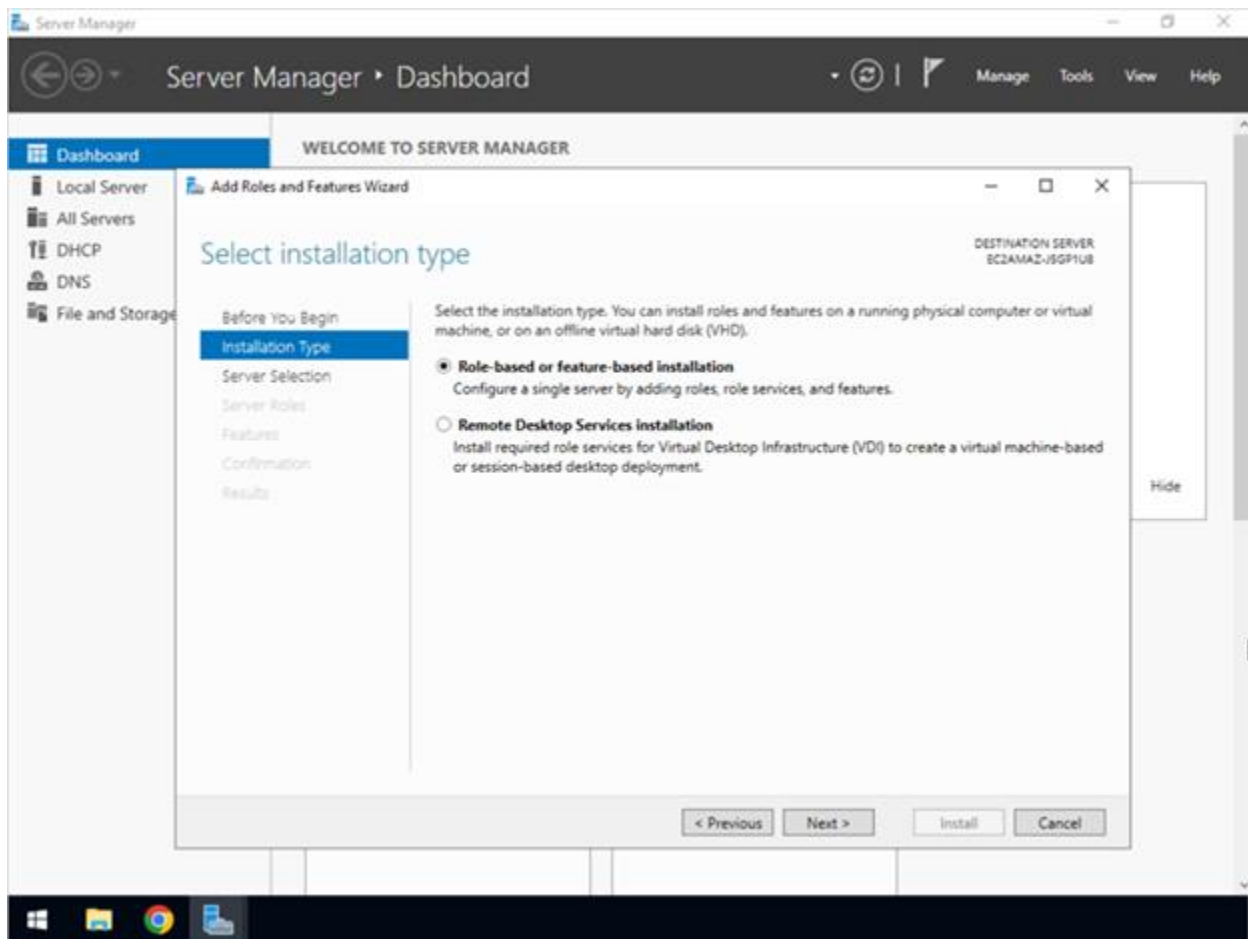 Server Manager
Server Manager • Dashboard
Manage Tools View Help
Dashboard
Local Server
All Servers
DHCP
DNS
File and Storage
WELCOME TO SERVER MANAGER
Add Roles and Features Wizard
Select installation type
DESTINATION SERVER
Before You Begin
Installation Type
Server Selection
Server Roles
Features
Confirmation
Results
Select the installation type. You can install roles and features on a running physical computer or virtual
machine, or on an offline virtual hard disk (VHD).
Role-based or feature-based installation
Configure a single server by adding roles, role services, and features.
Remote Desktop Services installation
Install required role services for Virtual Desktop Infrastructure (VDI) to create a virtual machine-based
or session-based desktop deployment.
Hide
< Previous Next > Install Cancel